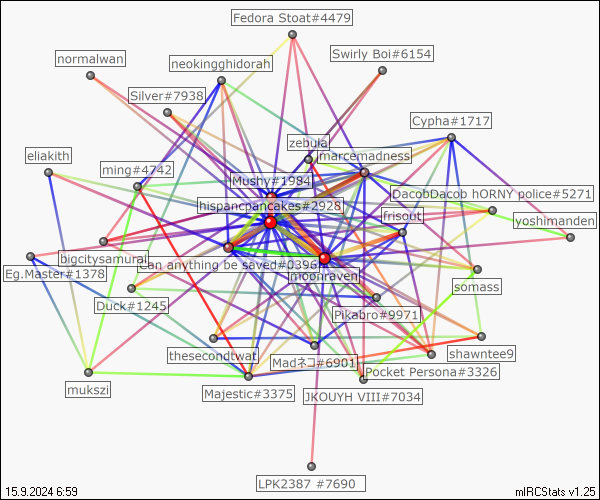 Fedora Stoat#4479
Swirly Boi#6154
normalwan
neokingghidorah
Silver#7938
Cypha#1717
zebula
eliakith
marcemadness
ming#4742
Mushy#1984
DacobDacob hORNY police#5271
hispancpancakes#2928
frisout
yoshimanden
bigcitysamurai
Can anything be saved#0396
moonraven
Eg.Master#1378
somass
Duck#1245
Pikabro#9971
thesecondtwat
Madネコ#6901
shawntee9
Pocket Persona#3326
mukszi
Majestic#3375
JKOUYH VIII#7034
LPK2387 #7690
15.9.2024 6:59
mIRCStats v1.25